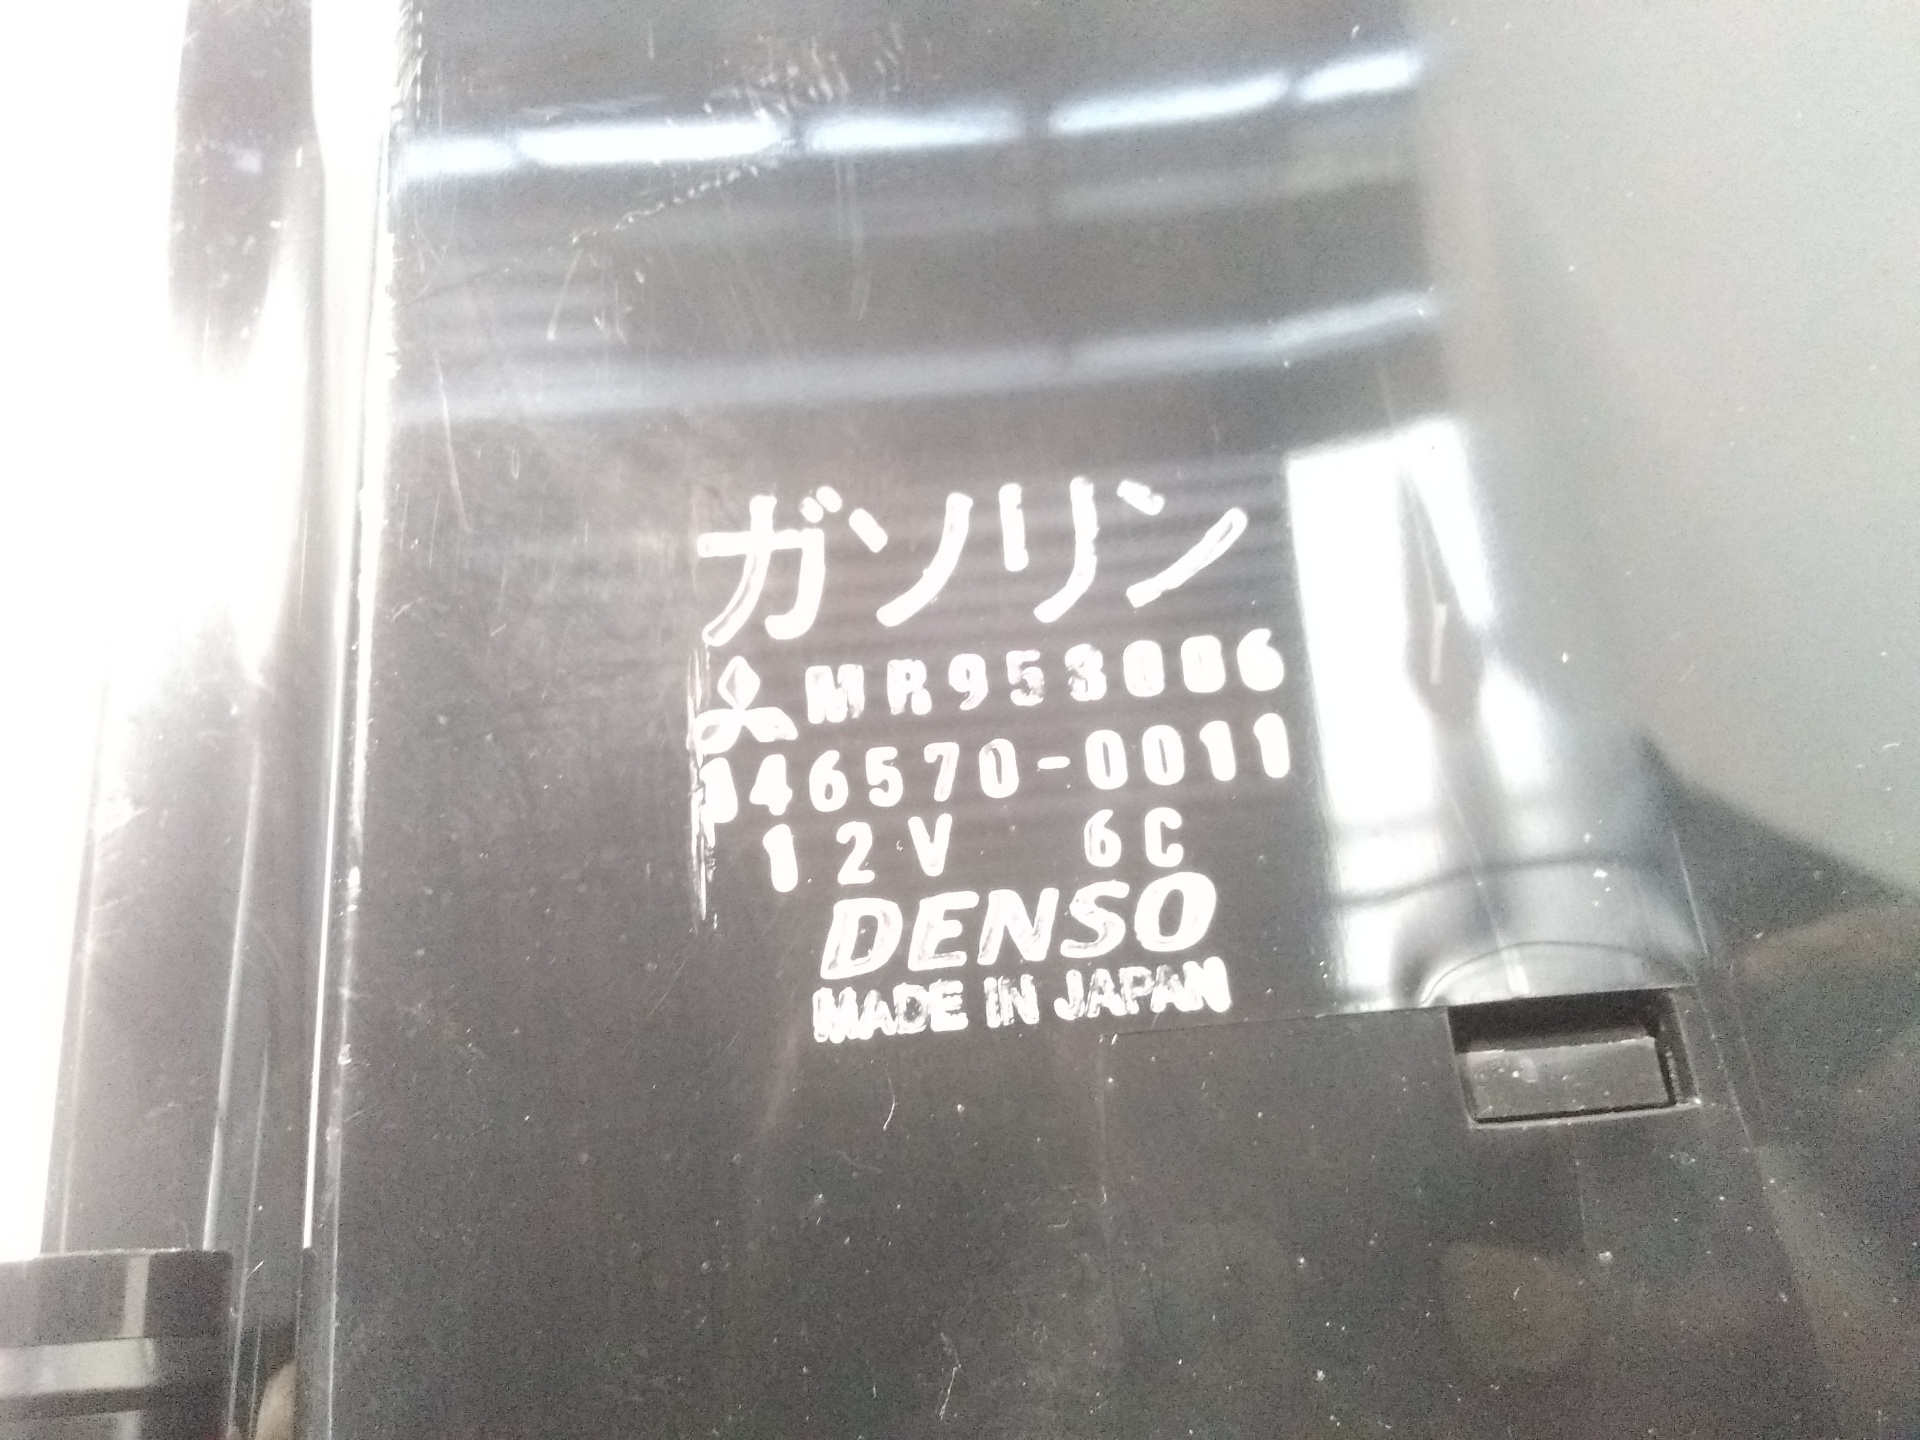 ガソリン
MR953006
146570-0011
12V 6C
DENSO
MADE IN JAPAN